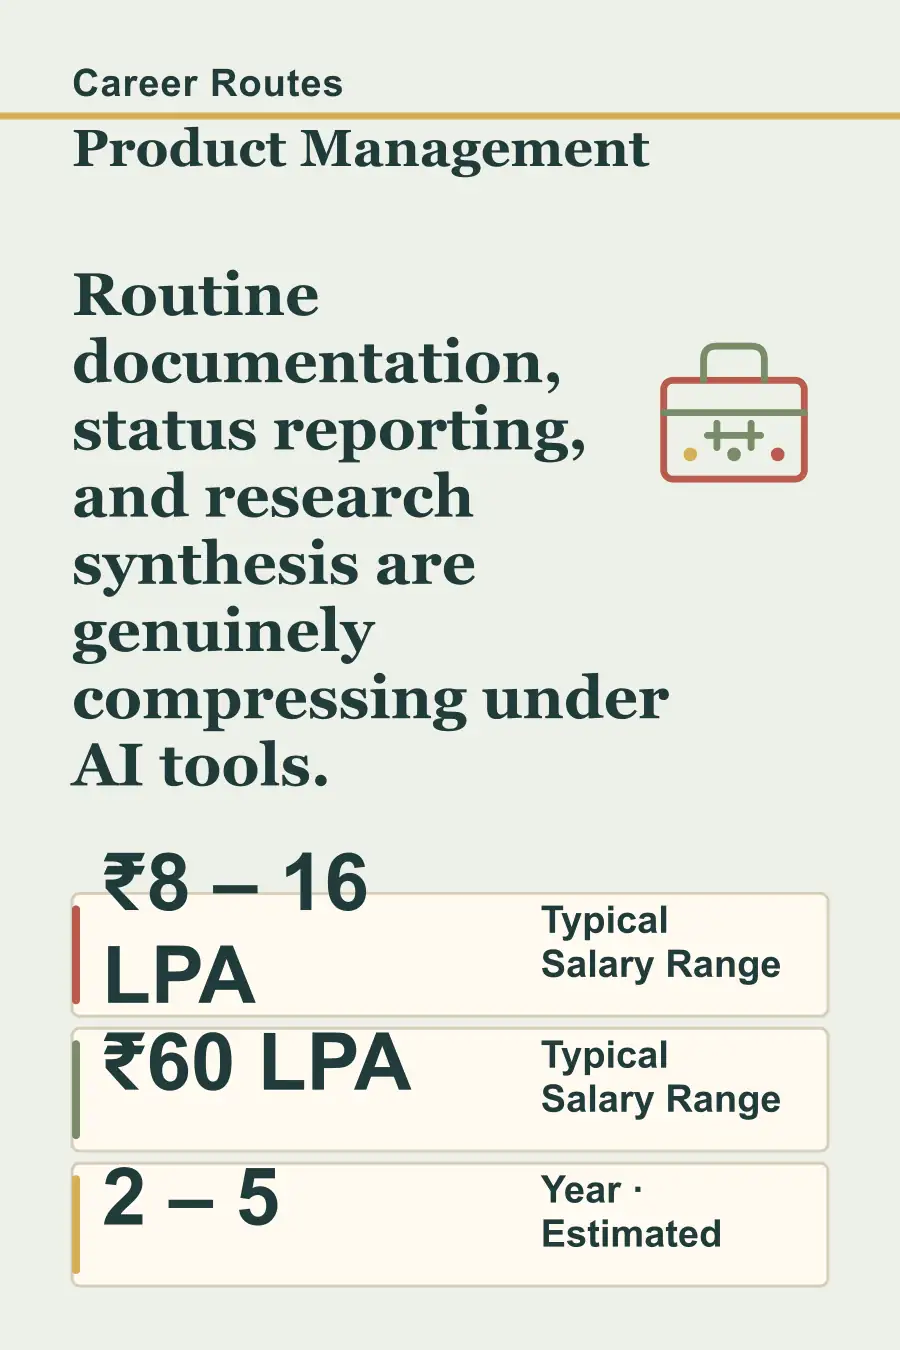 Career Routes
Product Management
Routine
documentation,
status reporting,
and research
synthesis are
genuinely
compressing under
AI tools.
₹8 – 16
LPA
Typical
Salary Range
₹60 LPA
Typical
Salary Range
2 – 5
Year ·
Estimated